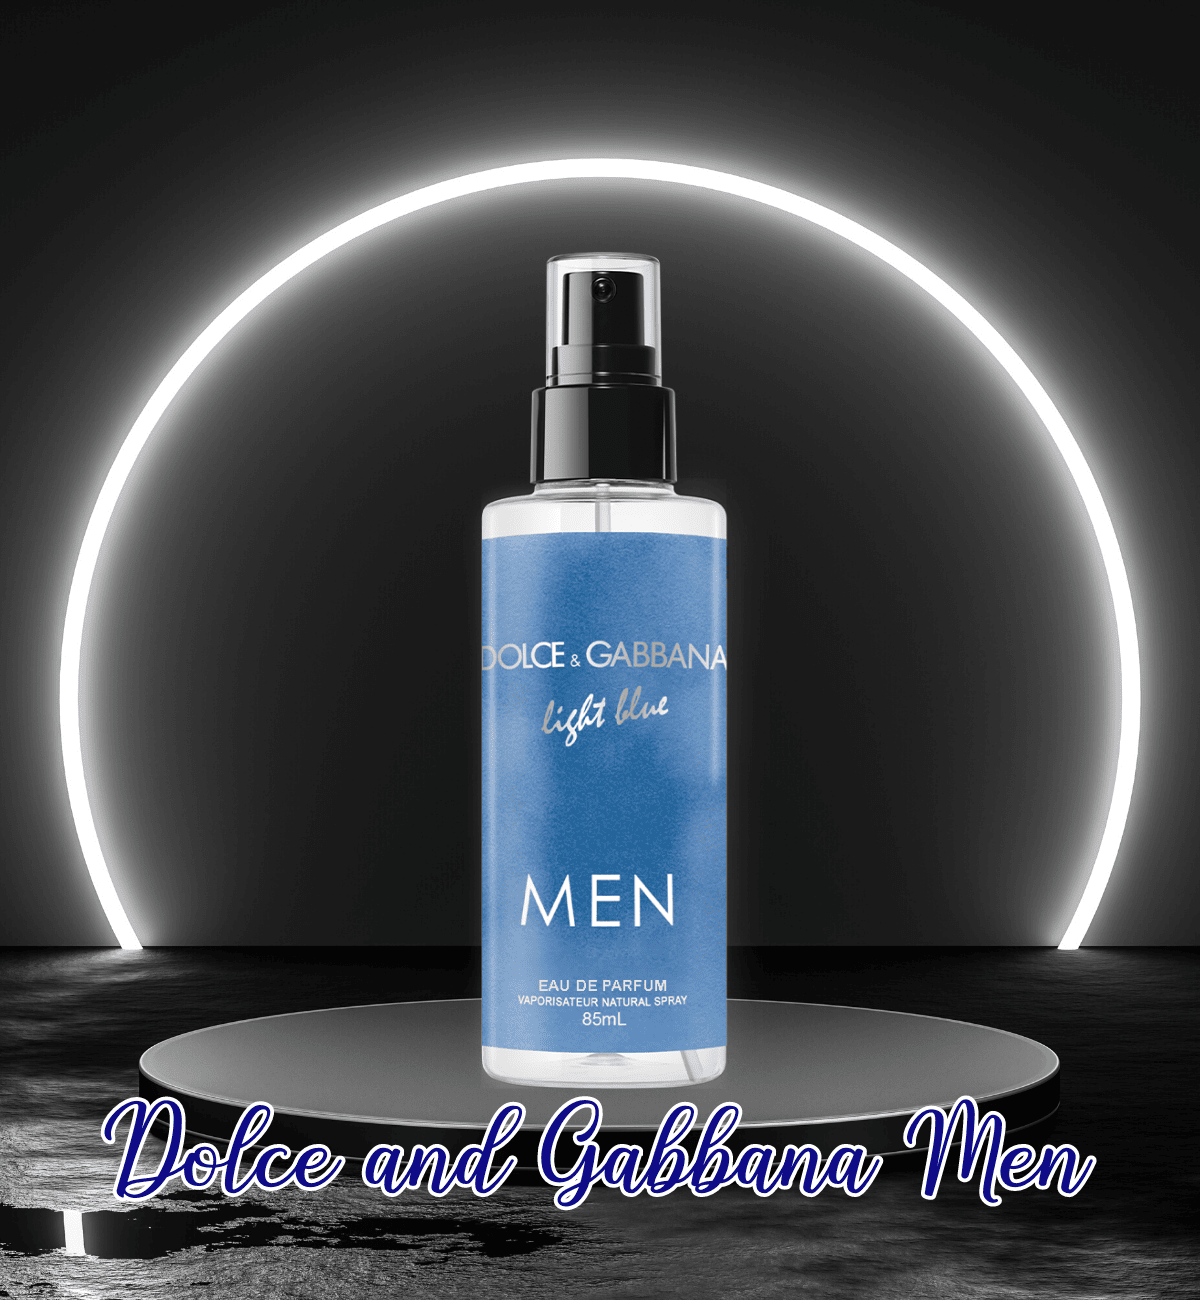 DOLCE & GABBANA
light blue
MEN
EAU DE PARFUM
VAPORISATEUR NATURAL SPRAY
85mL
Dolce and Gabbana Men